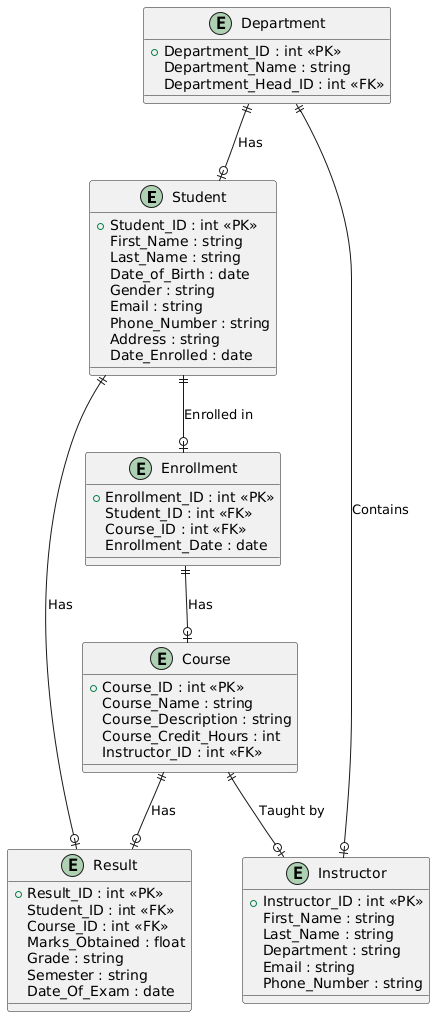 E Department
Department_ID : int «PK»
Department_Name : string
Department_Head_ID : int «FK»
Has
E Student
Student_ID : int «PK»
First_Name : string
Last_Name : string
Date_of_Birth : date
Gender : string
Email : string
Phone_Number : string
Address : string
Date_Enrolled : date
Enrolled in
E Enrollment
Enrollment_ID : int «PK»
Student_ID : int «FK»
Course_ID : int «FK»
Enrollment_Date : date
Contains
Has
Has
E Course
Course_ID : int «PK»
Course_Name : string
Course_Description : string
Course_Credit_Hours : int
Instructor_ID : int «FK»
Has
Taught by
E Result
Result_ID : int «PK»
Student_ID : int «FK»
Course_ID : int «FK»
Marks_Obtained : float
Grade : string
Semester : string
Date_Of_Exam : date
E Instructor
Instructor_ID : int «PK»
First_Name : string
Last_Name : string
Department : string
Email : string
Phone_Number : string